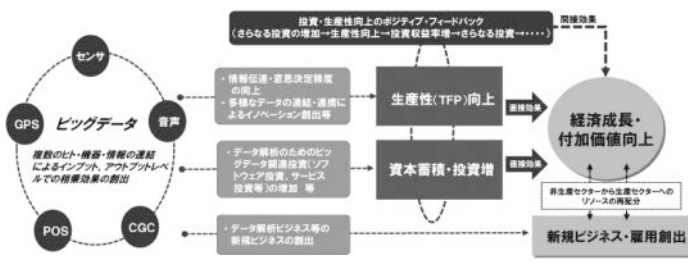 投資・生産性向上のポジティブ・フィードバック
(さらなる投資の増加→生産性向上→投資収益率増→さらなる投資→・・・・)
間接効果
センサ
GPS
ビッグデータ
音声
複数のヒト・機器・情報の連結
によるインプット、アウトプットレベ
ルでの相乗効果の創出
POS
CGC
・情報伝達・意思決定精度
の向上
・多様なデータの連結・連携に
よるイノベーション創出等
・データ解析のためのビッ
グデータ関連投資(ソフ
トウェア投資、サービス
投資等)の増加 等
・データ解析ビジネス等の
新規ビジネスの創出
生産性(TFP)向上
直接効果
資本蓄積・投資増
直接効果
経済成長・
付加価値向上
非生産セクターから生産セクターへの
リソースの再配分
新規ビジネス・雇用創出